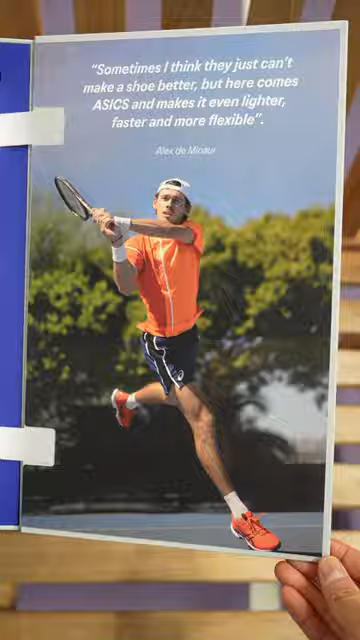 “Sometimes I think they just can’t
make a shoe better, but here comes
ASICS and makes it even lighter,
faster and more flexible”.
Alex de Minaur